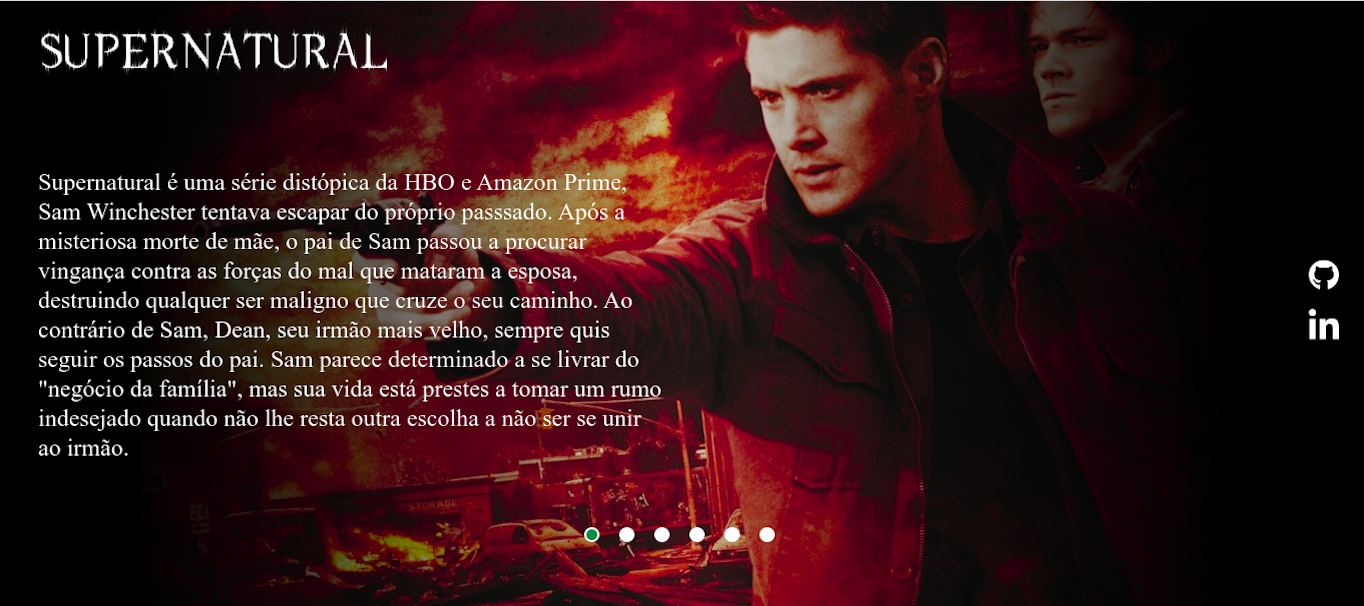 SUPERNATURAL
Supernatural é uma série distópica da HBO e Amazon Prime,
Sam Winchester tentava escapar do próprio passsado. Após a
misteriosa morte de mãe, o pai de Sam passou a procurar
vingança contra as forças do mal que mataram a esposa,
destruindo qualquer ser maligno que cruze o seu caminho. Ao
contrário de Sam, Dean, seu irmão mais velho, sempre quis
seguir os passos do pai. Sam parece determinado a se livrar do
"negócio da família", mas sua vida está prestes a tomar um rumo
indesejado quando não lhe resta outra escolha a não ser se unir
ao irmão.
in
STORAGE